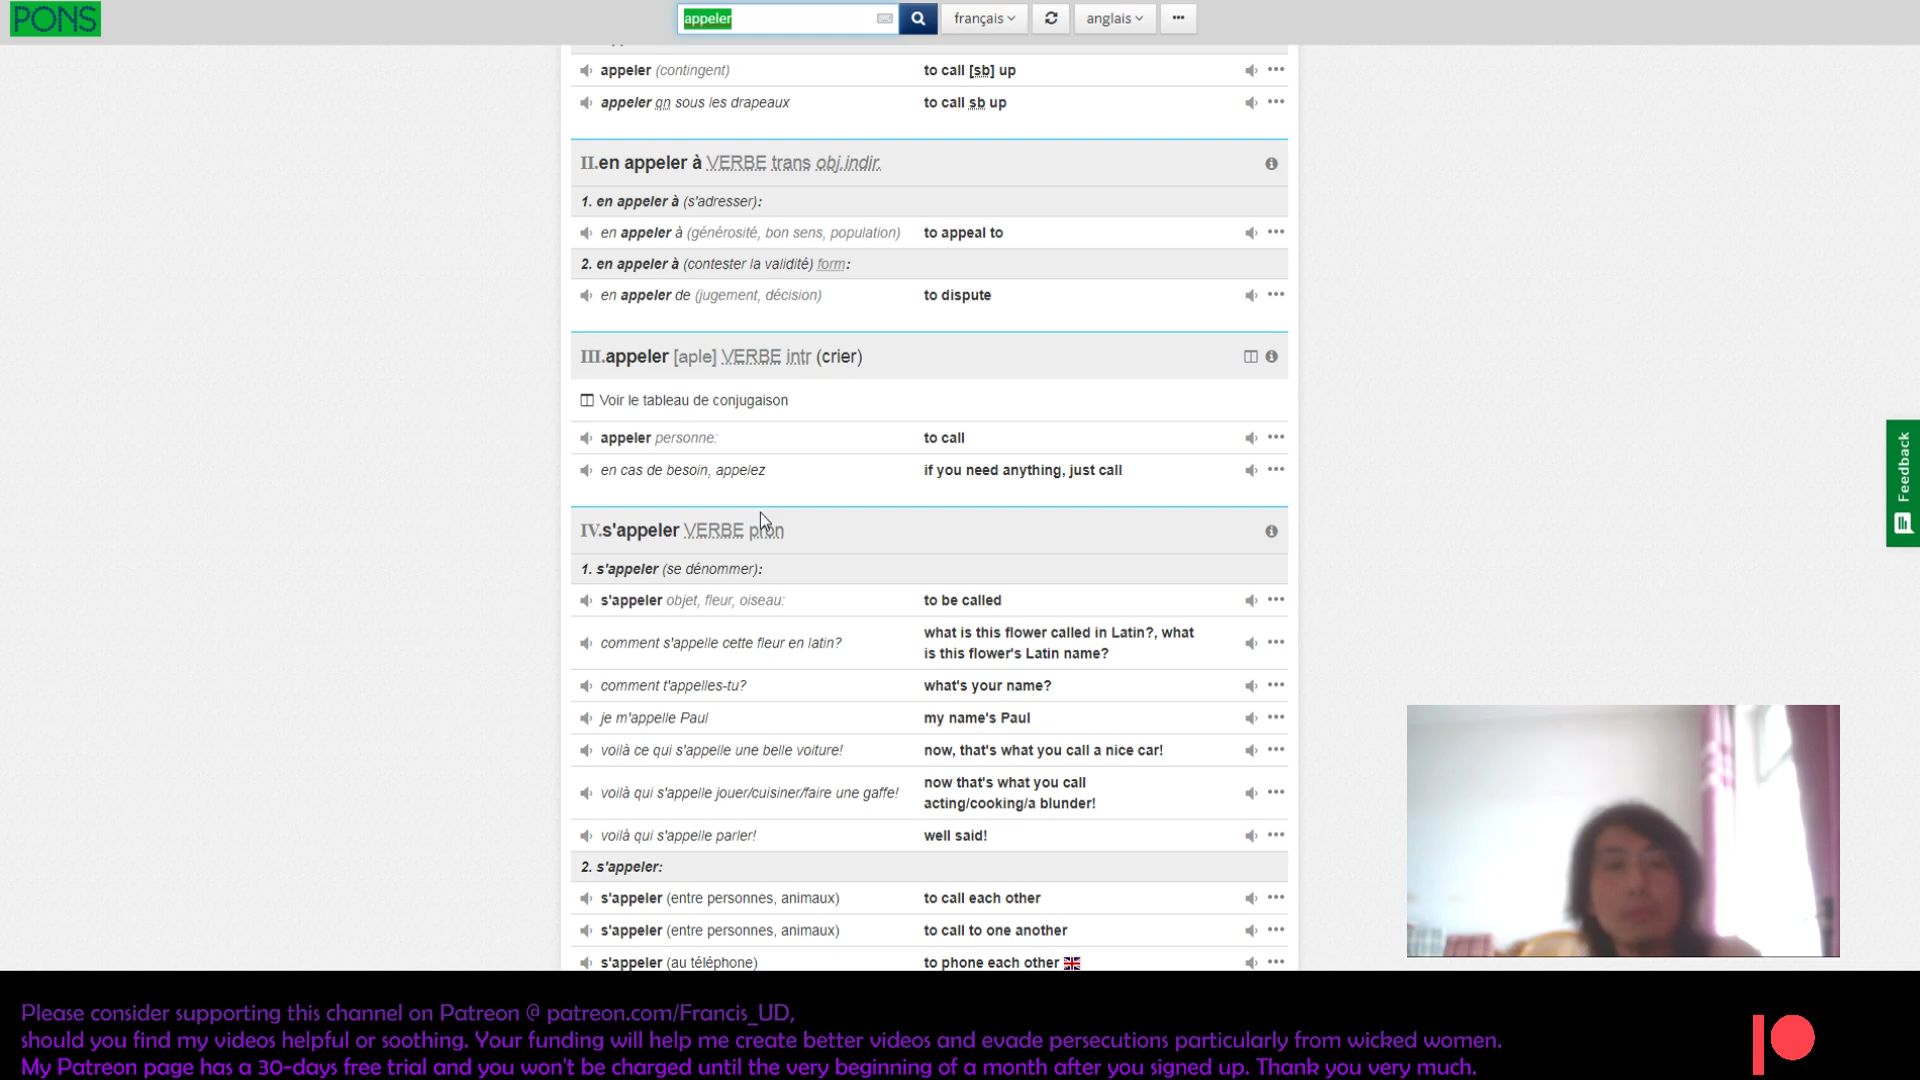 PONS
appeler
français
anglais
appeler (contingent) to call [sb] up
appeler qn sous les drapeaux to call sb up
II.en appeler à VERBE trans obj.indir.
1. en appeler à (s'adresser):
en appeler à (générosité, bon sens, population) to appeal to
2. en appeler à (contester la validité) form:
en appeler de (jugement, décision) to dispute
III.appeler [aple] VERBE intr (crier)
Voir le tableau de conjugaison
appeler personne: to call
en cas de besoin, appelez if you need anything, just call
IV.s'appeler VERBE pron
1. s'appeler (se dénommer):
s'appeler objet, fleur, oiseau: to be called
comment s'appelle cette fleur en latin? what is this flower called in Latin?, what
is this flower's Latin name?
comment t'appelles-tu? what's your name?
je m'appelle Paul my name's Paul
voilà ce qui s'appelle une belle voiture! now, that's what you call a nice car!
voilà qui s'appelle jouer/cuisiner/faire une gaffe! now that's what you call
acting/cooking/a blunder!
voilà qui s'appelle parler! well said!
2. s'appeler:
s'appeler (entre personnes, animaux) to call each other
s'appeler (entre personnes, animaux) to call to one another
s'appeler (au téléphone) to phone each other
Feedback
Please consider supporting this channel on Patreon @ patreon.com/Francis_UD,
should you find my videos helpful or soothing. Your funding will help me create better videos and evade persecutions particularly from wicked women.
My Patreon page has a 30-days free trial and you won't be charged until the very beginning of a month after you signed up. Thank you very much.